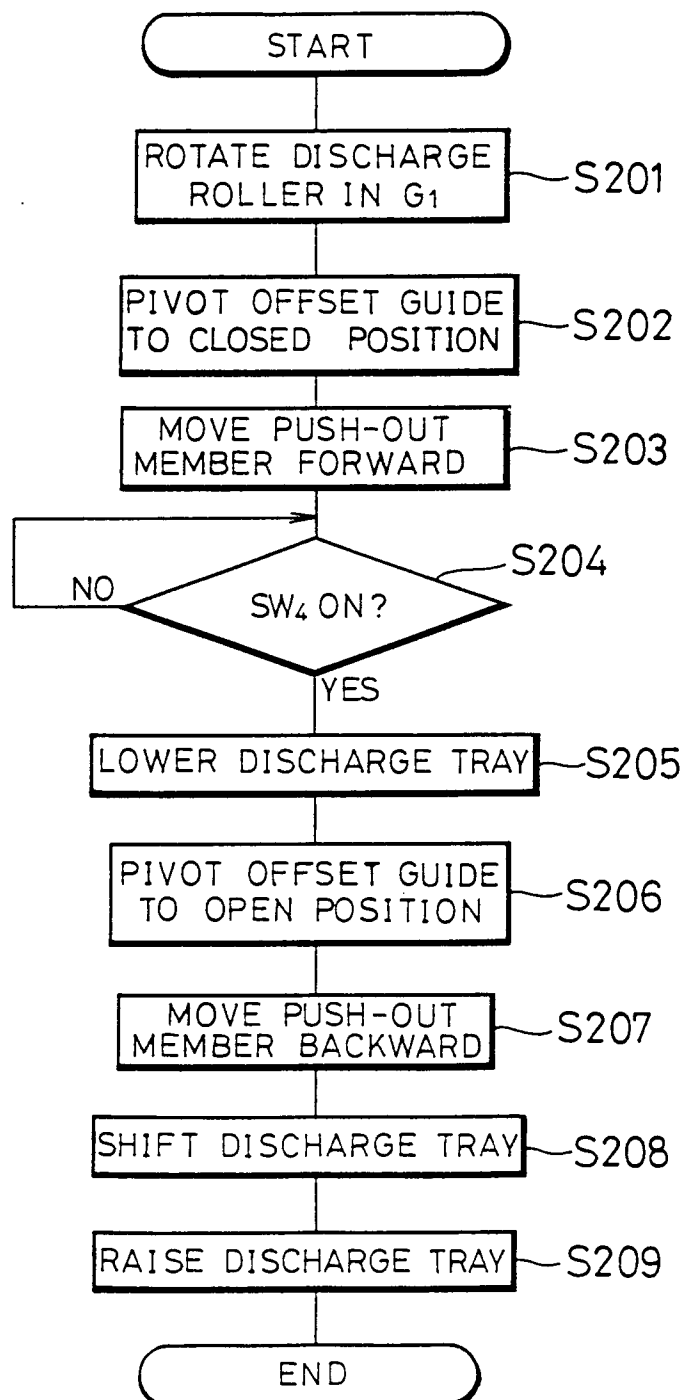 START
ROTATE DISCHARGE
ROLLER IN G1
S201
PIVOT OFFSET GUIDE
TO CLOSED POSITION
S202
MOVE PUSH-OUT
MEMBER FORWARD
S203
S204
NO
SW4 ON?
YES
LOWER DISCHARGE TRAY
S205
PIVOT OFFSET GUIDE
TO OPEN POSITION
S206
MOVE PUSH-OUT
MEMBER BACKWARD
S207
SHIFT DISCHARGE TRAY
S208
RAISE DISCHARGE TRAY
S209
END